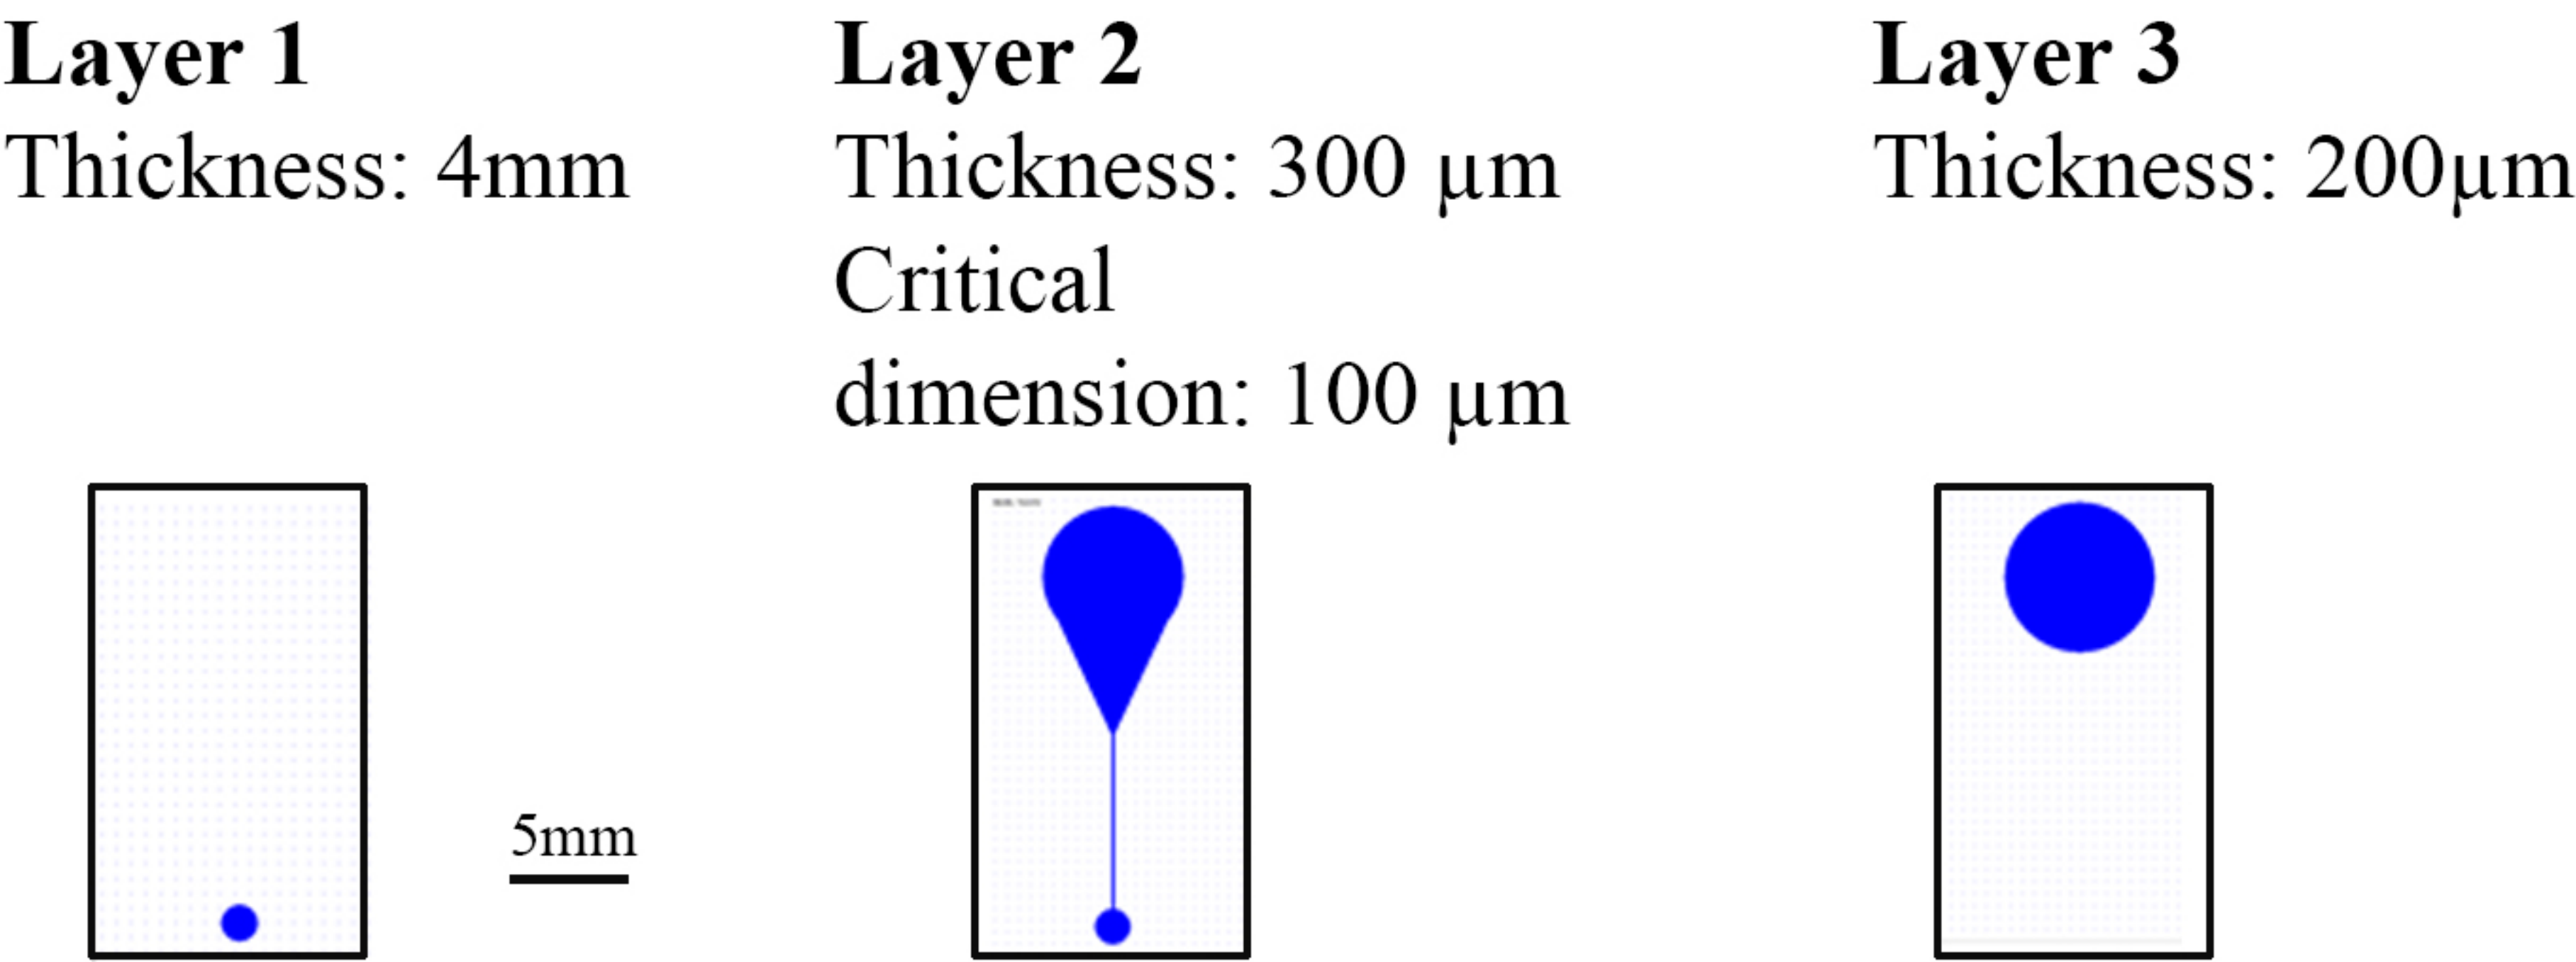 Layer 1
Thickness: 4mm
Layer 2
Thickness: 300 µm
Critical
dimension: 100 µm
Layer 3
Thickness: 200µm
5mm